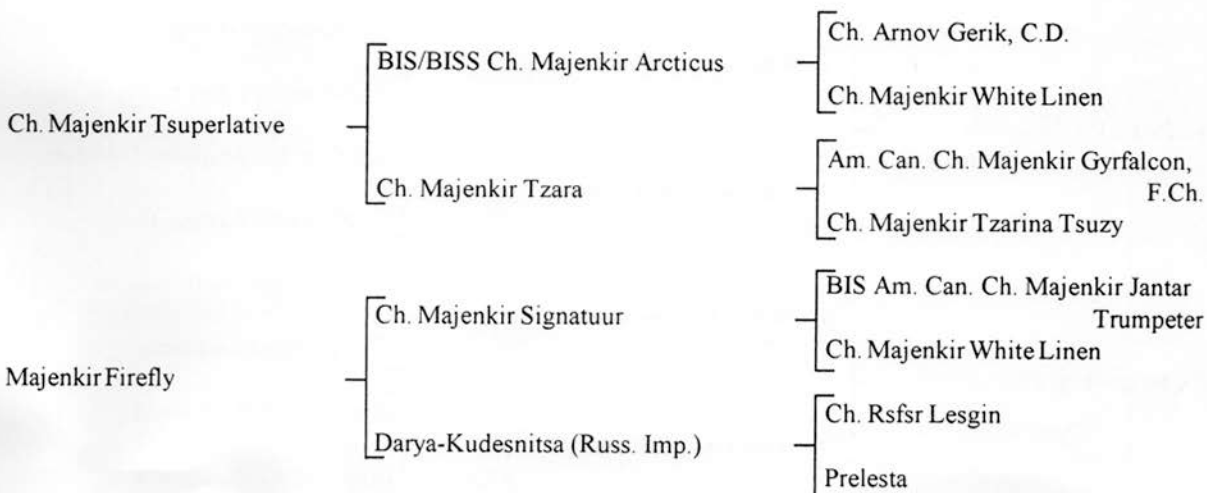 Ch. Arnov Gerik, C.D.
BIS/BISS Ch. Majenkir Arcticus
Ch. Majenkir White Linen
Ch. Majenkir Tsuperlative
Am. Can. Ch. Majenkir Gyrfalcon,
F.Ch.
Ch. Majenkir Tzara
Ch. Majenkir Tzarina Tsuzy
BIS Am. Can. Ch. Majenkir Jantar
Trumpeter
Ch. Majenkir Signatuur
Ch. Majenkir White Linen
Majenkir Firefly
Ch. Rsfsr Lesgin
Darya-Kudesnitsa (Russ. Imp.)
Prelesta